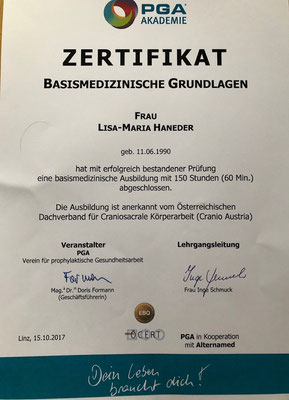 PGA
AKADEMIE
ZERTIFIKAT
BASISMEDIZINISCHE GRUNDLAGEN
FRAU
LISA-MARIA HANEDER
geb. 11.06.1990
hat mit erfolgreich bestandener Prüfung
eine basismedizinische Ausbildung mit 150 Stunden (60 Min.)
abgeschlossen.
Die Ausbildung ist anerkannt vom Österreichischen
Dachverband für Craniosacrale Körperarbeit (Cranio Austria)
Veranstalter
PGA
Verein für prophylaktische Gesundheitsarbeit
Mag.ᵃ Dr.ⁱⁿ Doris Formann
(Geschäftsführerin)
Lehrgangsleitung
Frau Inge Schmuck
EBQ
CERT
Linz, 15.10.2017
PGA in Kooperation
mit Alternamed
Dein Leben
braucht dich!